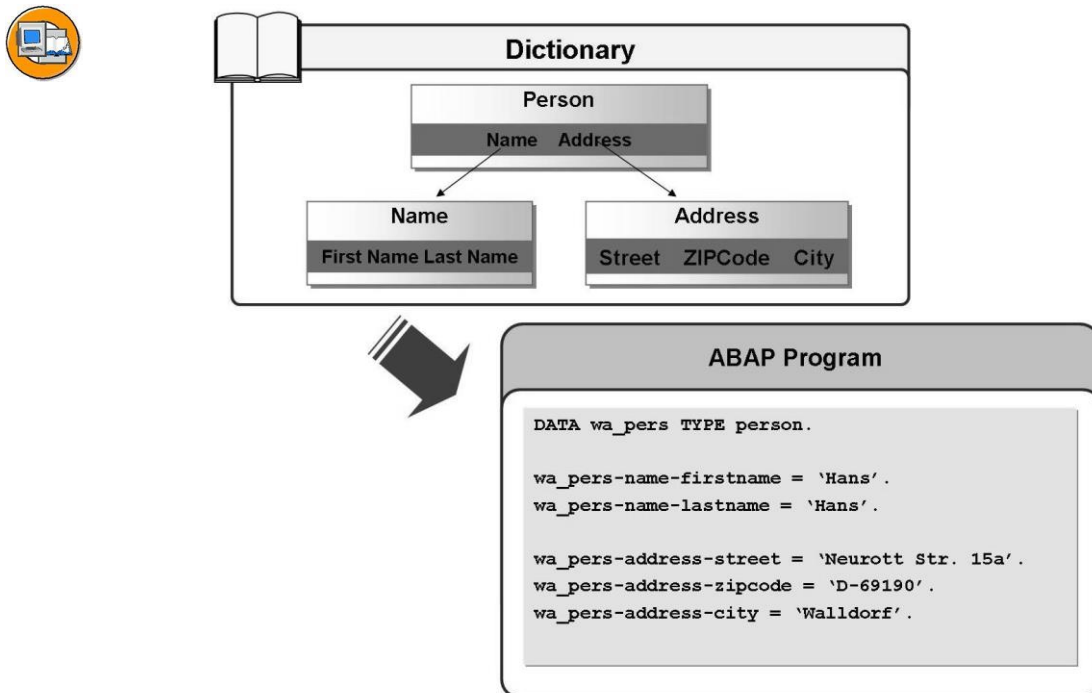 Dictionary
Person
Name Address
Name
First Name Last Name
Address
Street ZIPCode City
ABAP Program
DATA wa_pers TYPE person.
wa_pers-name-firstname = ‘Hans’.
wa_pers-name-lastname = ‘Hans’.
wa_pers-address-street = ‘Neurott Str. 15a’.
wa_pers-address-zipcode = ‘D-69190’.
wa_pers-address-city = ‘Walldorf’.